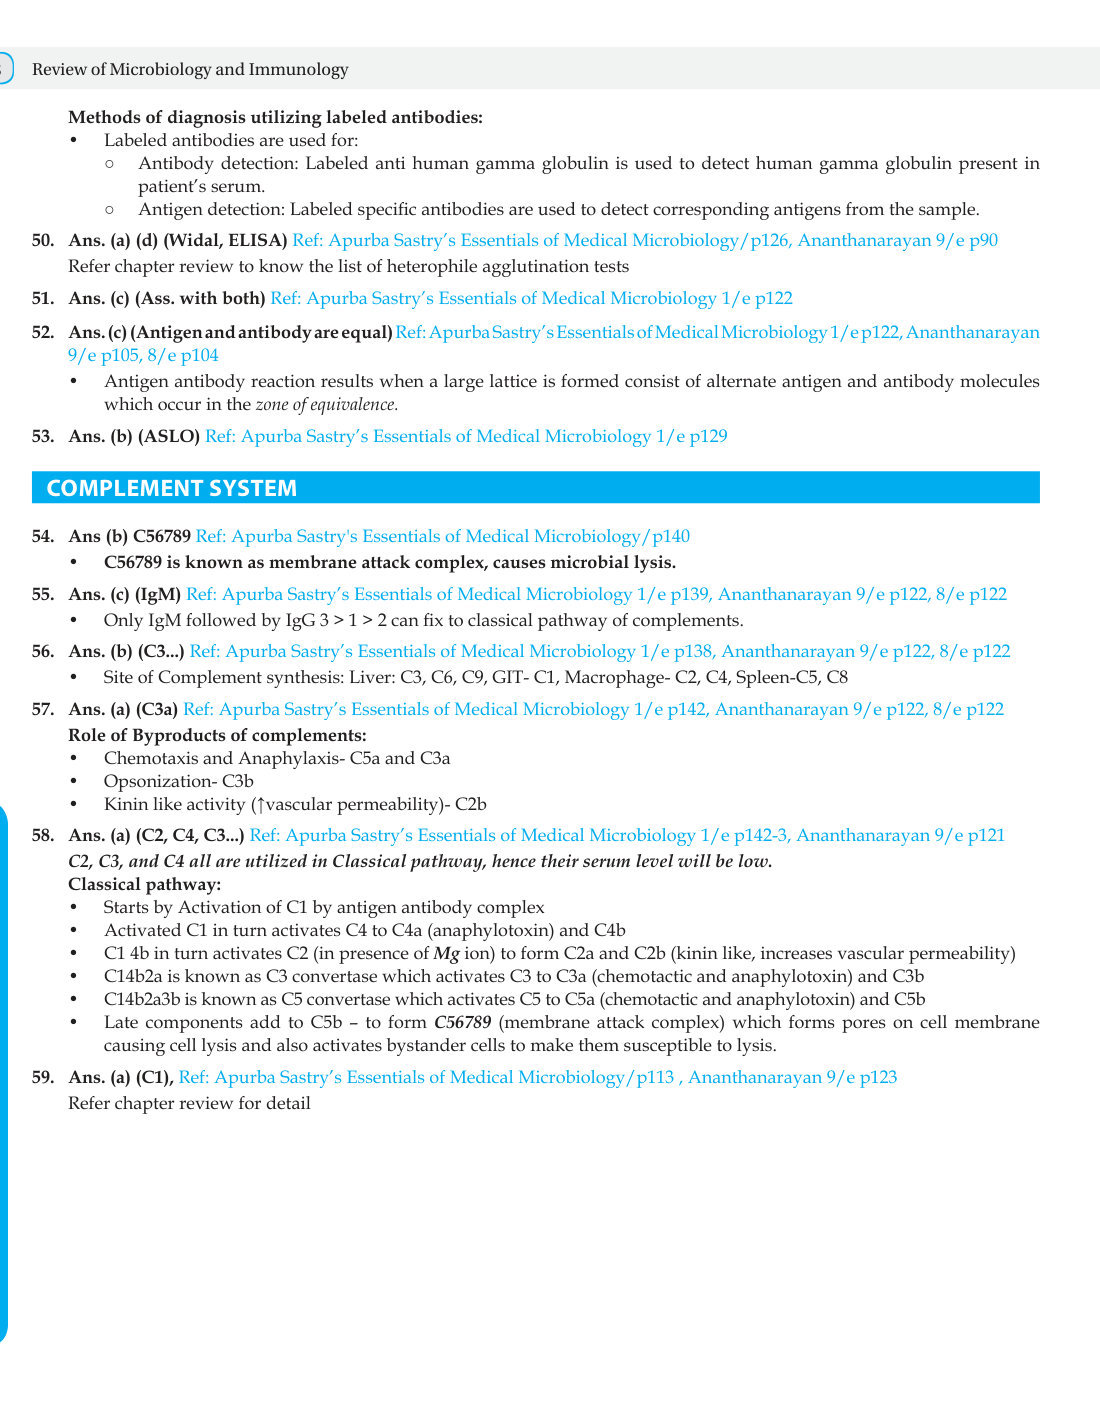 Review of Microbiology and Immunology
Methods of diagnosis utilizing labeled antibodies:
• Labeled antibodies are used for:
○ Antibody detection: Labeled anti human gamma globulin is used to detect human gamma globulin present in
patient's serum.
○ Antigen detection: Labeled specific antibodies are used to detect corresponding antigens from the sample.
50. Ans. (a) (d) (Widal, ELISA) Ref: Apurba Sastry's Essentials of Medical Microbiology/p126, Ananthanarayan 9/e p90
Refer chapter review to know the list of heterophile agglutination tests
51. Ans. (c) (Ass. with both) Ref: Apurba Sastry's Essentials of Medical Microbiology 1/e p122
52. Ans. (c) (Antigen and antibody are equal) Ref: Apurba Sastry's Essentials of Medical Microbiology 1/e p122, Ananthanarayan
9/e p105, 8/e p104
• Antigen antibody reaction results when a large lattice is formed consist of alternate antigen and antibody molecules
which occur in the zone of equivalence.
53. Ans. (b) (ASLO) Ref: Apurba Sastry's Essentials of Medical Microbiology 1/e p129
COMPLEMENT SYSTEM
54. Ans (b) C56789 Ref: Apurba Sastry's Essentials of Medical Microbiology/p140
• C56789 is known as membrane attack complex, causes microbial lysis.
55. Ans. (c) (IgM) Ref: Apurba Sastry's Essentials of Medical Microbiology 1/e p139, Ananthanarayan 9/e p122, 8/e p122
• Only IgM followed by IgG 3 > 1 > 2 can fix to classical pathway of complements.
56. Ans. (b) (C3...) Ref: Apurba Sastry's Essentials of Medical Microbiology 1/e p138, Ananthanarayan 9/e p122, 8/e p122
• Site of Complement synthesis: Liver: C3, C6, C9, GIT- C1, Macrophage- C2, C4, Spleen-C5, C8
57. Ans. (a) (C3a) Ref: Apurba Sastry's Essentials of Medical Microbiology 1/e p142, Ananthanarayan 9/e p122, 8/e p122
Role of Byproducts of complements:
• Chemotaxis and Anaphylaxis- C5a and C3a
• Opsonization- C3b
• Kinin like activity (↑vascular permeability)- C2b
58. Ans. (a) (C2, C4, C3...) Ref: Apurba Sastry's Essentials of Medical Microbiology 1/e p142-3, Ananthanarayan 9/e p121
C2, C3, and C4 all are utilized in Classical pathway, hence their serum level will be low.
Classical pathway:
• Starts by Activation of C1 by antigen antibody complex
• Activated C1 in turn activates C4 to C4a (anaphylotoxin) and C4b
• C1 4b in turn activates C2 (in presence of Mg ion) to form C2a and C2b (kinin like, increases vascular permeability)
• C14b2a is known as C3 convertase which activates C3 to C3a (chemotactic and anaphylotoxin) and C3b
• C14b2a3b is known as C5 convertase which activates C5 to C5a (chemotactic and anaphylotoxin) and C5b
• Late components add to C5b – to form C56789 (membrane attack complex) which forms pores on cell membrane
causing cell lysis and also activates bystander cells to make them susceptible to lysis.
59. Ans. (a) (C1), Ref: Apurba Sastry's Essentials of Medical Microbiology/p113 , Ananthanarayan 9/e p123
Refer chapter review for detail